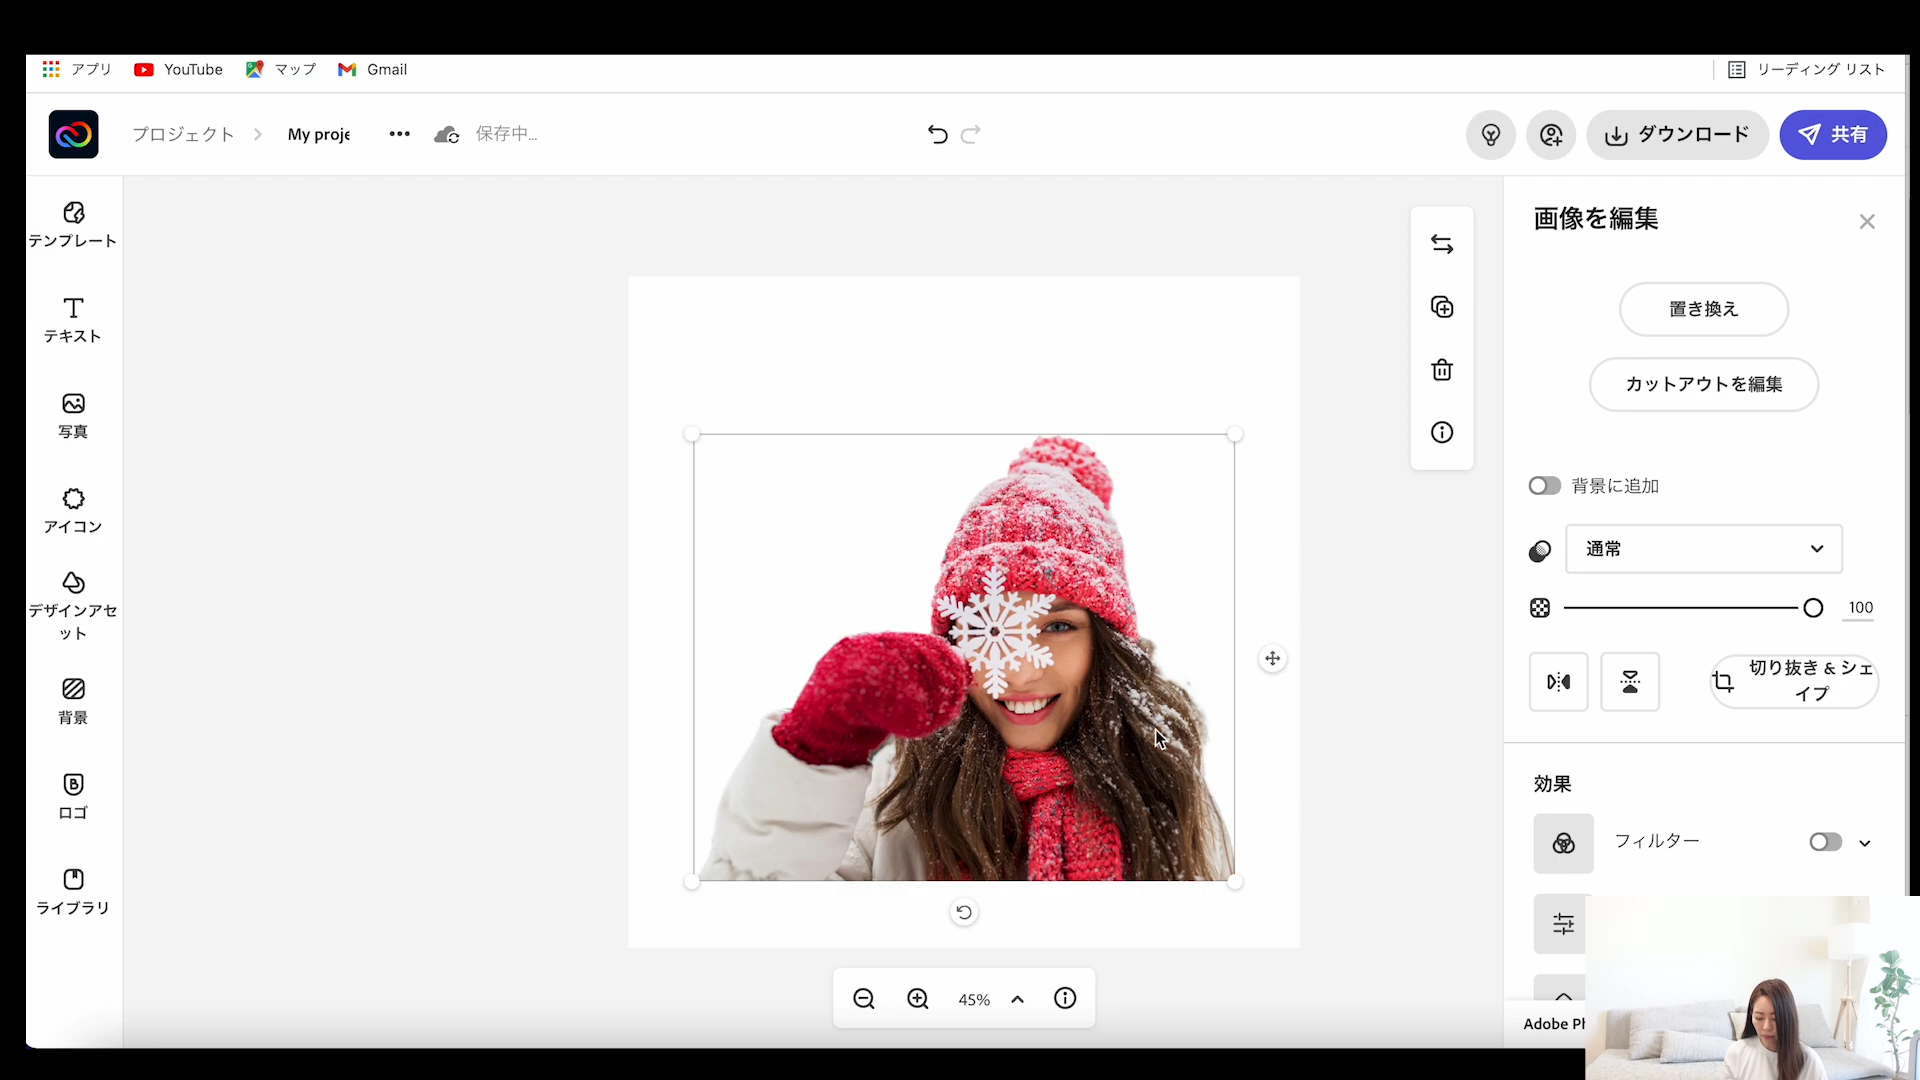 アプリ YouTube マップ Gmail リーディング リスト
プロジェクト My proje 保存中... ダウンロード 共有
テンプレート
テキスト
写真
アイコン
デザインアセ
ット
背景
ロゴ
ライブラリ
45%
画像を編集
置き換え
カットアウトを編集
背景に追加
通常
100
切り抜き & シェ
イプ
効果
フィルター
Adobe Ph